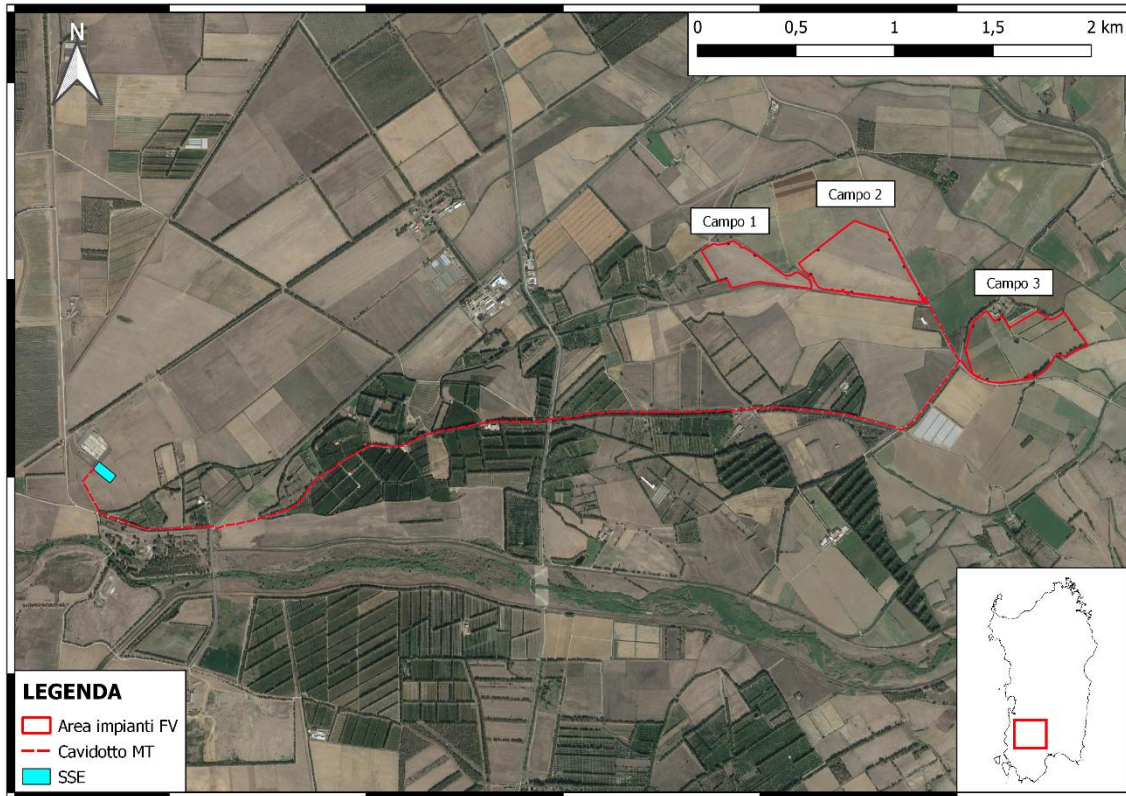 N
0 0,5 1 1,5 2 km
Campo 2
Campo 1
Campo 3
LEGENDA
Area impianti FV
Cavidotto MT
SSE